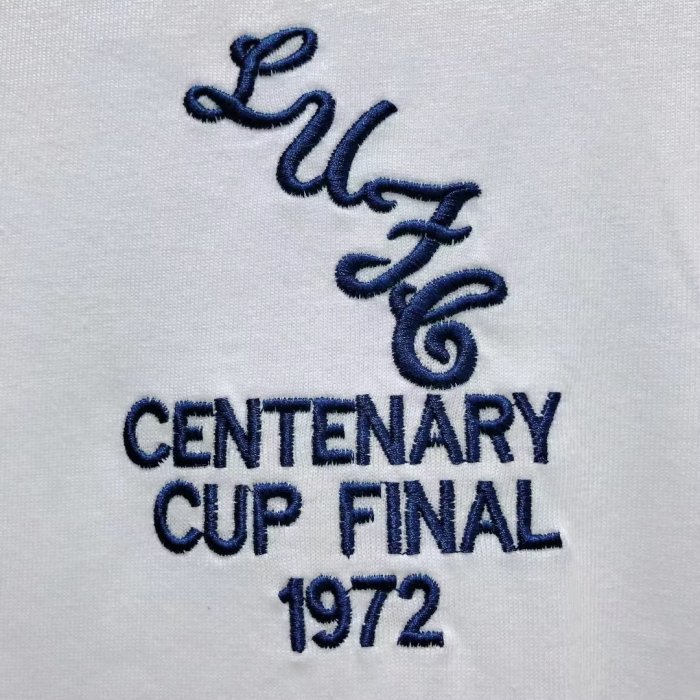 LUFC
CENTENARY
CUP FINAL
1972